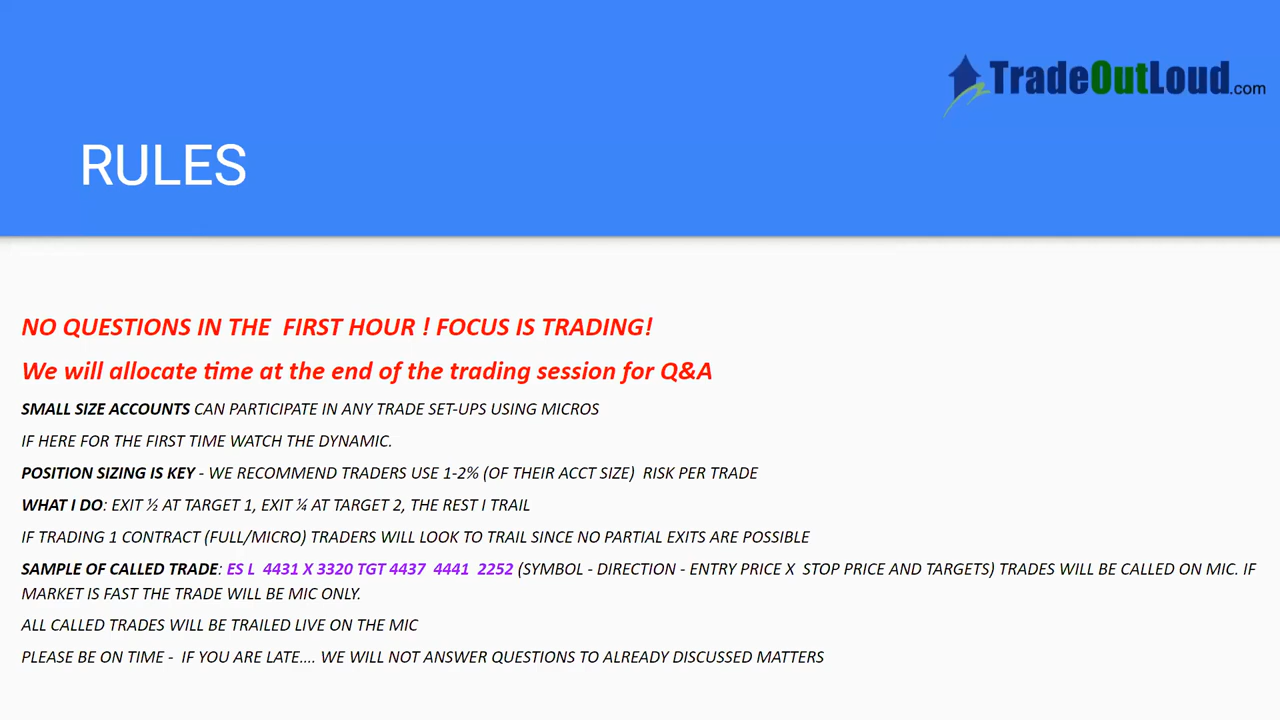 TradeOutLoud.com
RULES
NO QUESTIONS IN THE FIRST HOUR ! FOCUS IS TRADING!
We will allocate time at the end of the trading session for Q&A
SMALL SIZE ACCOUNTS CAN PARTICIPATE IN ANY TRADE SET-UPS USING MICROS
IF HERE FOR THE FIRST TIME WATCH THE DYNAMIC.
POSITION SIZING IS KEY - WE RECOMMEND TRADERS USE 1-2% (OF THEIR ACCT SIZE) RISK PER TRADE
WHAT I DO: EXIT ½ AT TARGET 1, EXIT ¼ AT TARGET 2, THE REST I TRAIL
IF TRADING 1 CONTRACT (FULL/MICRO) TRADERS WILL LOOK TO TRAIL SINCE NO PARTIAL EXITS ARE POSSIBLE
SAMPLE OF CALLED TRADE: ES L 4431 X 3320 TGT 4437 4441 2252 (SYMBOL - DIRECTION - ENTRY PRICE X STOP PRICE AND TARGETS) TRADES WILL BE CALLED ON MIC. IF
MARKET IS FAST THE TRADE WILL BE MIC ONLY.
ALL CALLED TRADES WILL BE TRAILED LIVE ON THE MIC
PLEASE BE ON TIME - IF YOU ARE LATE.... WE WILL NOT ANSWER QUESTIONS TO ALREADY DISCUSSED MATTERS